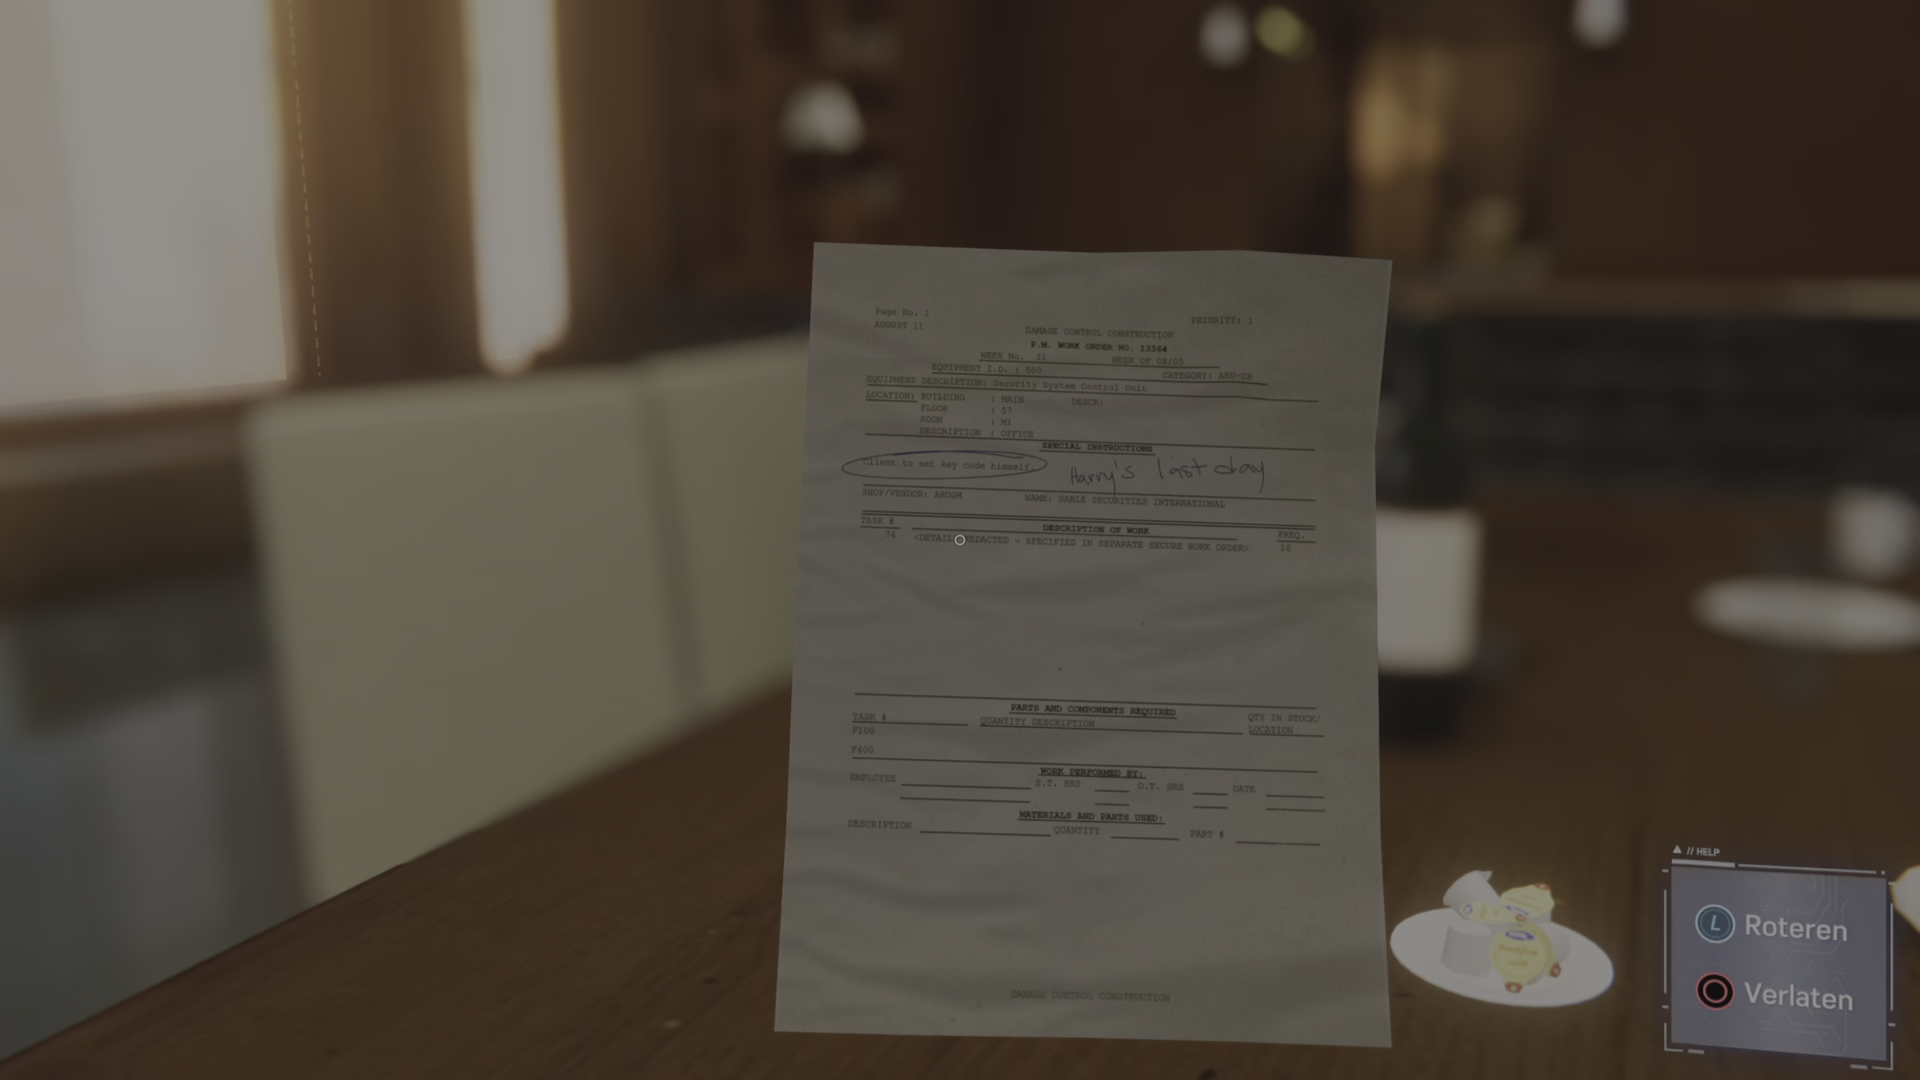 Page No. 1
AUGUST 11
PRIORITY: 1
DAMAGE CONTROL CONSTRUCTION
P.M. WORK ORDER NO. 13364
WEEK No. 31 WEEK OF 08/09
EQUIPMENT I.D. : 500 CATEGORY: AHU-CH
EQUIPMENT DESCRIPTION: Security System Control Unit
LOCATION: BUILDING : MAIN DESCR:
FLOOR : 57
ROOM : M1
DESCRIPTION : OFFICE
SPECIAL INSTRUCTIONS
Client to set key code himself. Harry's last day
SHOP/VENDOR: AHUGM NAME: SABLE SECURITIES INTERNATIONAL
TASK # DESCRIPTION OF WORK FREQ.
74 <DETAIL REDACTED - SPECIFIED IN SEPARATE SECURE WORK ORDER> 16
PARTS AND COMPONENTS REQUIRED
TASK # QUANTITY DESCRIPTION QTY IN STOCK/
LOCATION
F100
F400
WORK PERFORMED BY:
EMPLOYEE S.T. HRS O.T. HRS DATE
MATERIALS AND PARTS USED:
DESCRIPTION QUANTITY PART #
DAMAGE CONTROL CONSTRUCTION
// HELP
L Roteren
Verlaten